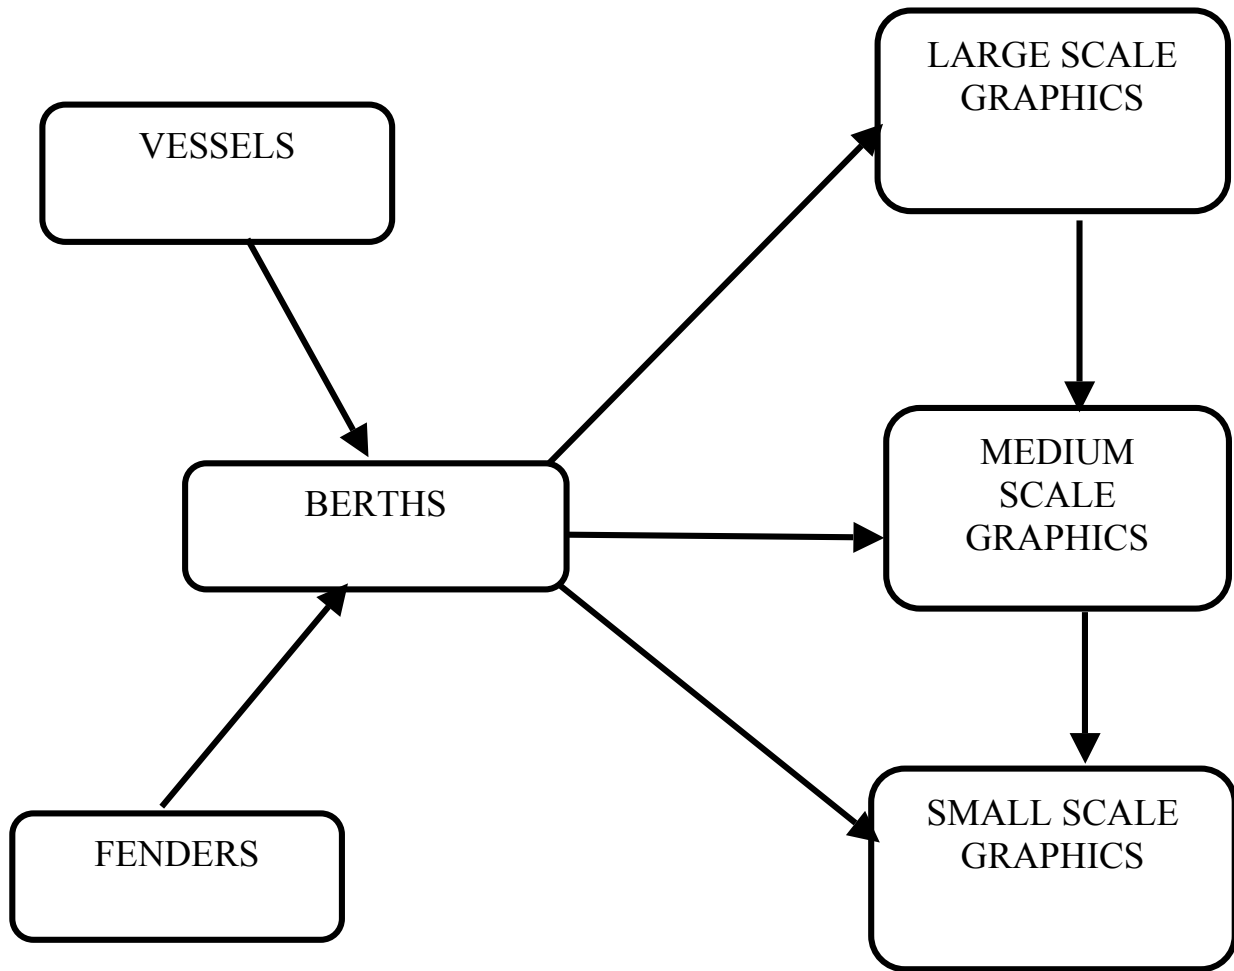 LARGE SCALE
GRAPHICS
VESSELS
MEDIUM
SCALE
GRAPHICS
BERTHS
SMALL SCALE
GRAPHICS
FENDERS